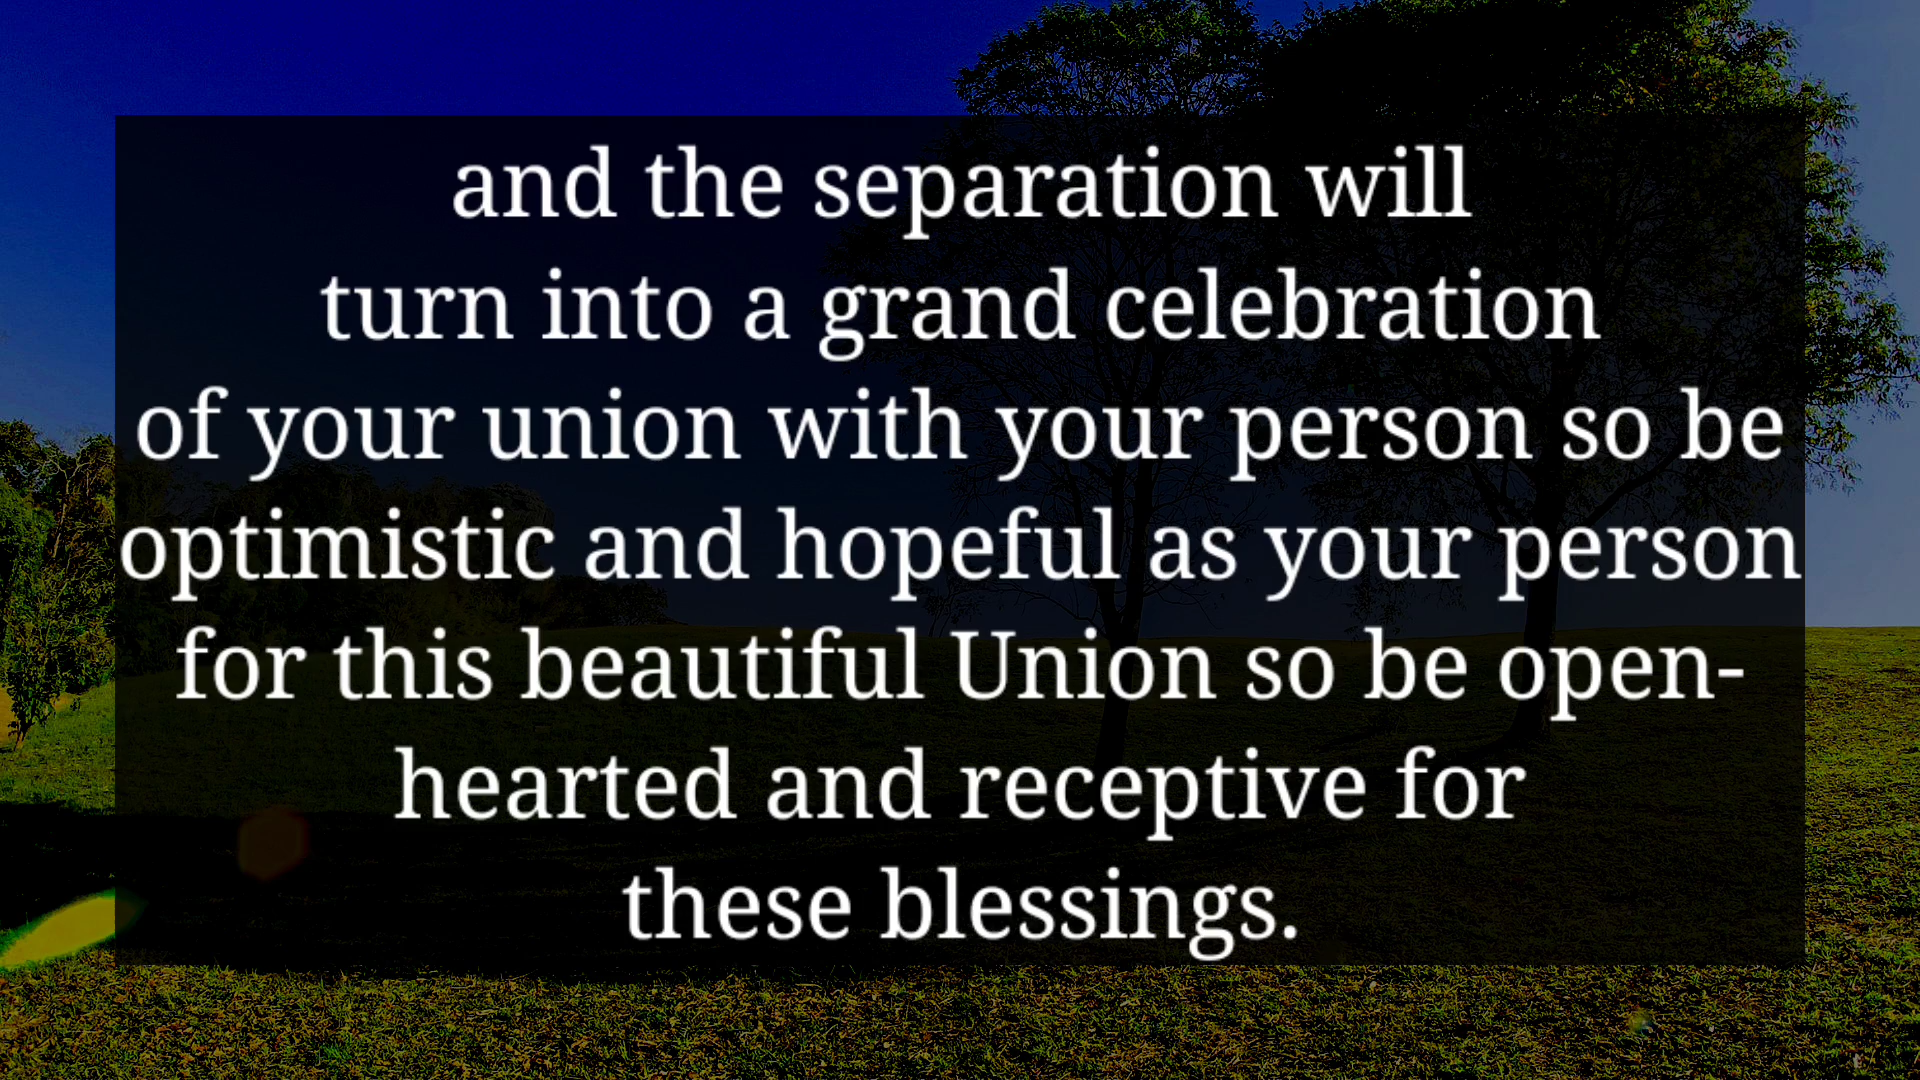 and the separation will
turn into a grand celebration
of your union with your person so be
optimistic and hopeful as your person
for this beautiful Union so be open-
hearted and receptive for
these blessings.